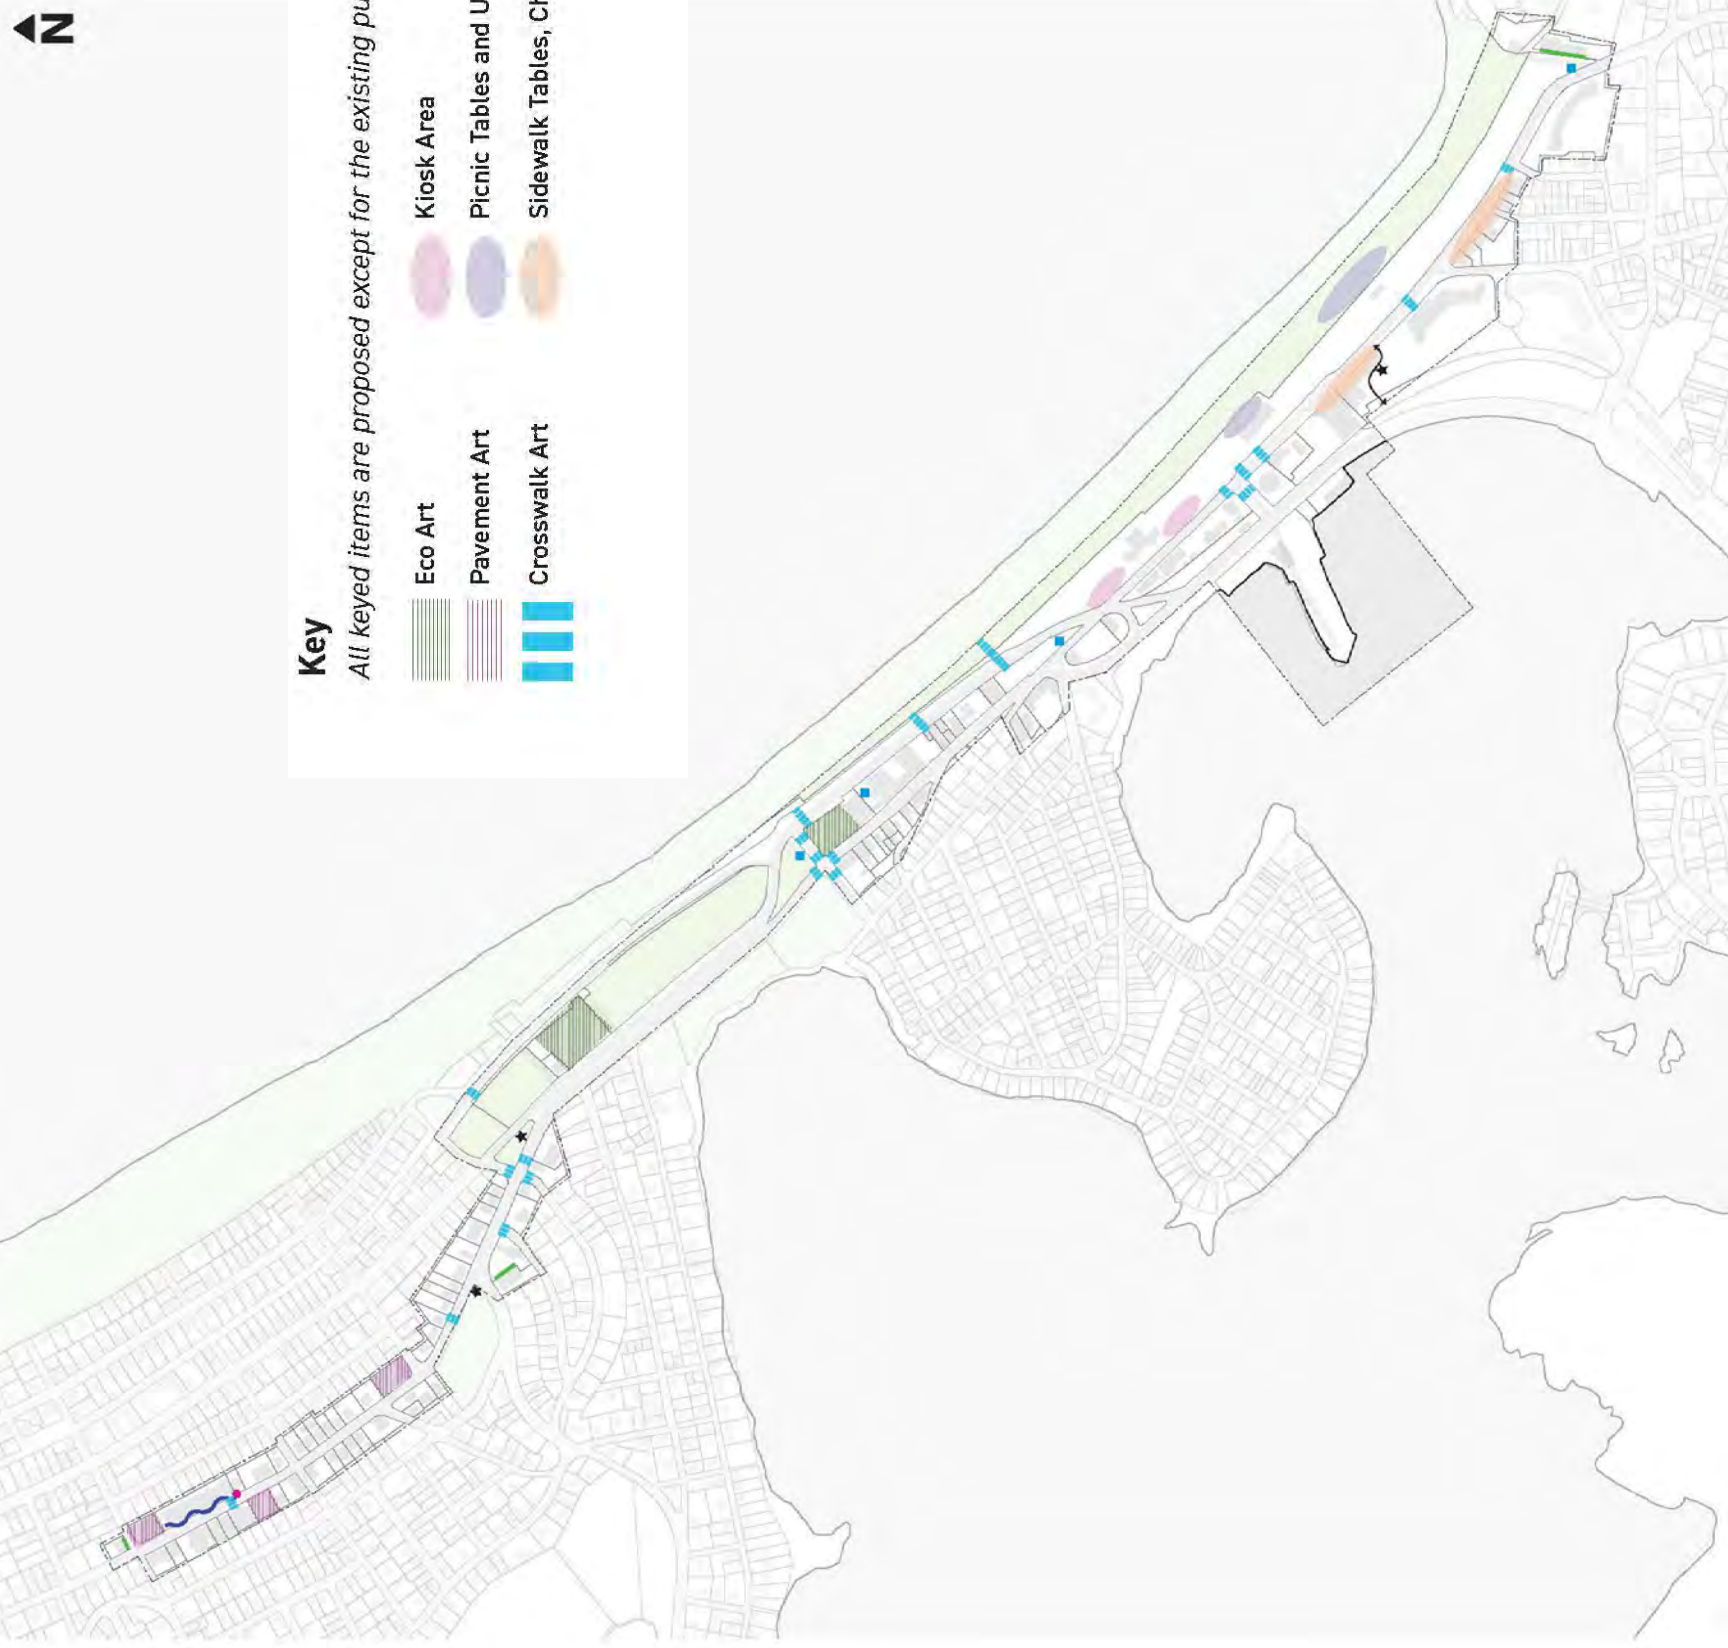 N
Key
All keyed items are proposed except for the existing pu
Eco Art
Pavement Art
Crosswalk Art
Kiosk Area
Picnic Tables and U
Sidewalk Tables, Ch